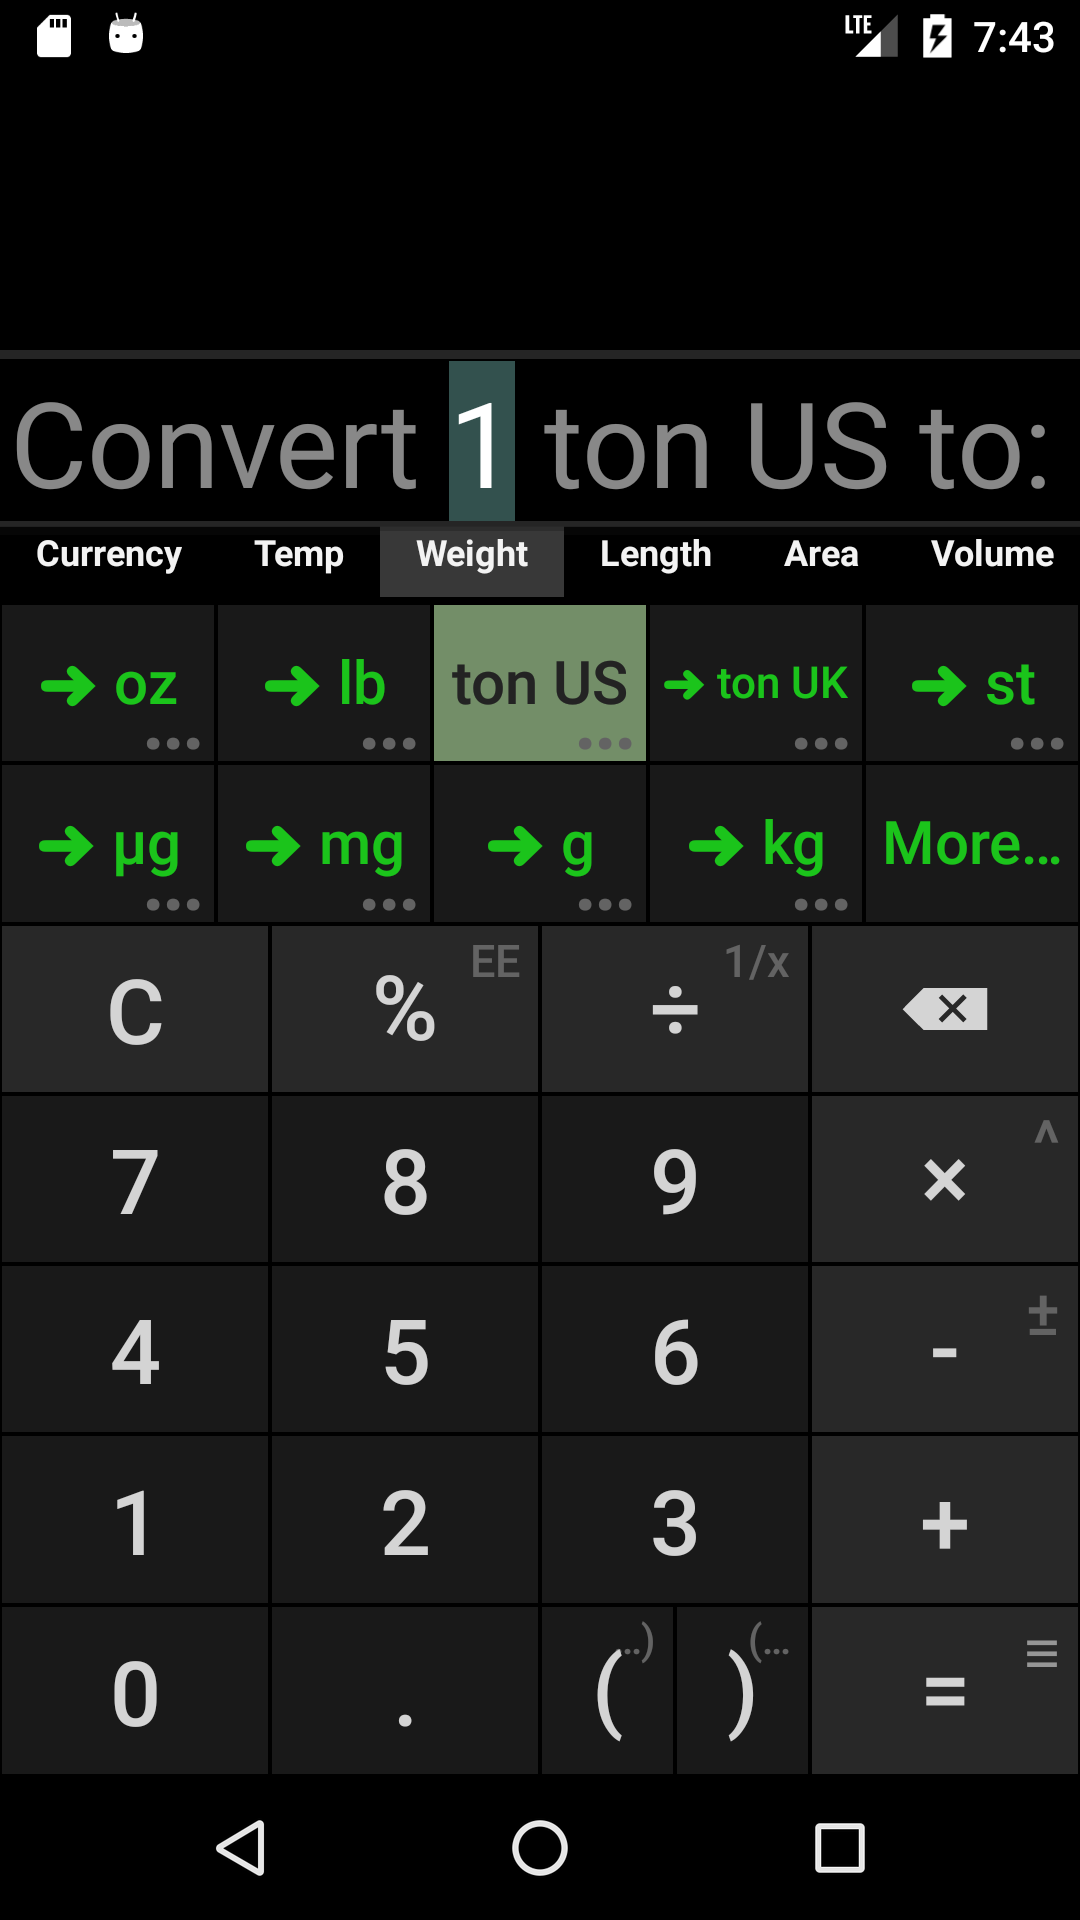 LTE 7:43
Convert 1 ton US to:
Currency Temp Weight Length Area Volume
→ oz → lb ton US → ton UK → st
→ µg → mg → g → kg More...
C % EE ÷ 1/x
7 8 9 × ^
4 5 6 - ±
1 2 3 +
0 . ( ..) ) (... =